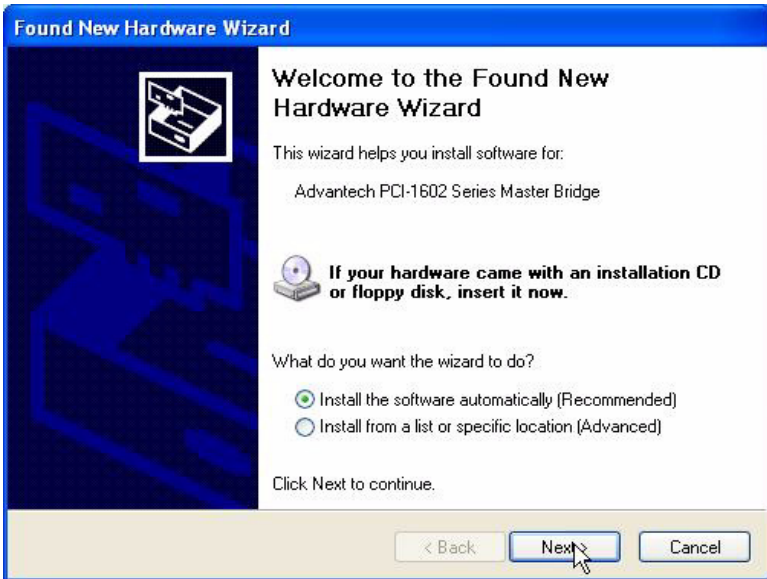 Found New Hardware Wizard
Welcome to the Found New
Hardware Wizard
This wizard helps you install software for:
Advantech PCI-1602 Series Master Bridge
If your hardware came with an installation CD
or floppy disk, insert it now.
What do you want the wizard to do?
Install the software automatically (Recommended)
Install from a list or specific location (Advanced)
Click Next to continue.
< Back
Next >
Cancel